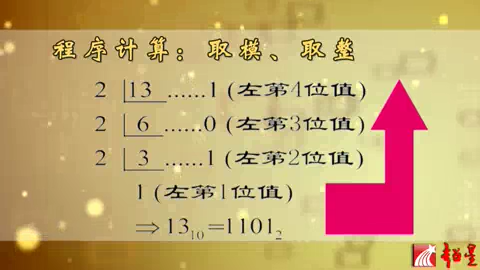 程序计算：取模、取整
2 13 ......1 (左第4位值)
2 6 ......0 (左第3位值)
2 3 ......1 (左第2位值)
1 (左第1位值)
⇒13₁₀=1101₂